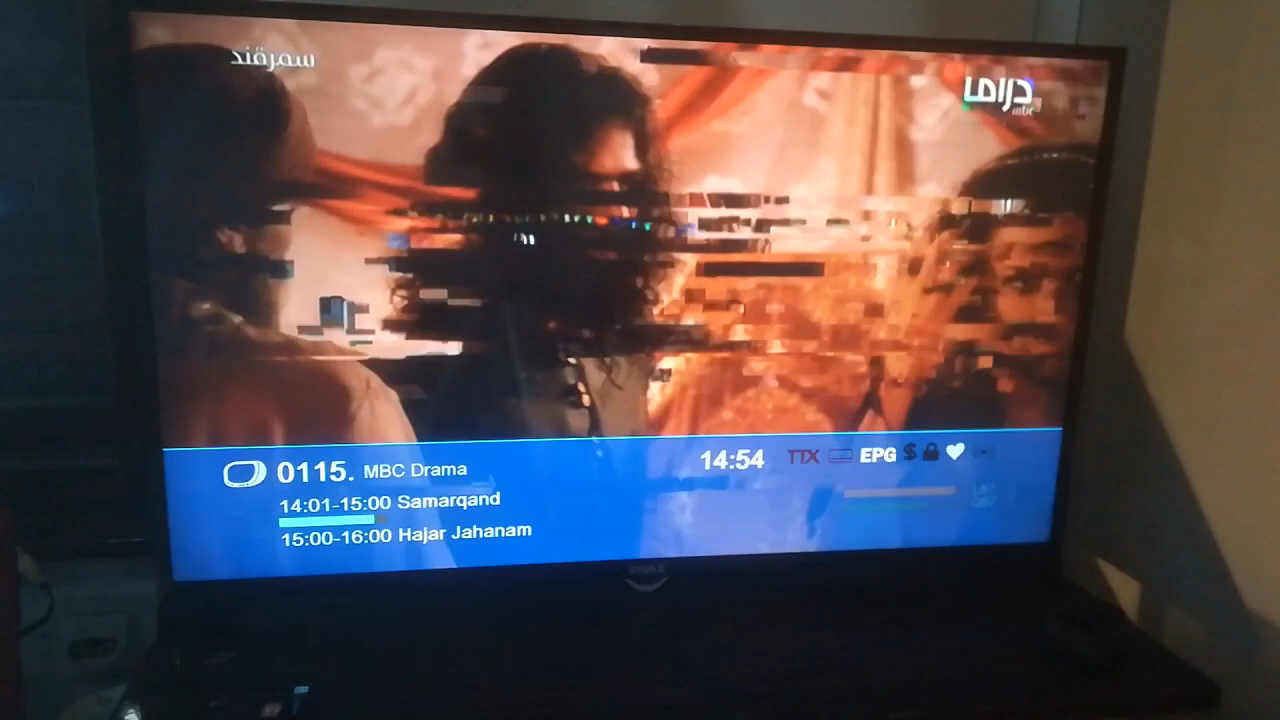 سمرقند
دراما
mbc
0115. MBC Drama
14:54 TTX EPG $
14:01-15:00 Samarqand
15:00-16:00 Hajar Jahanam